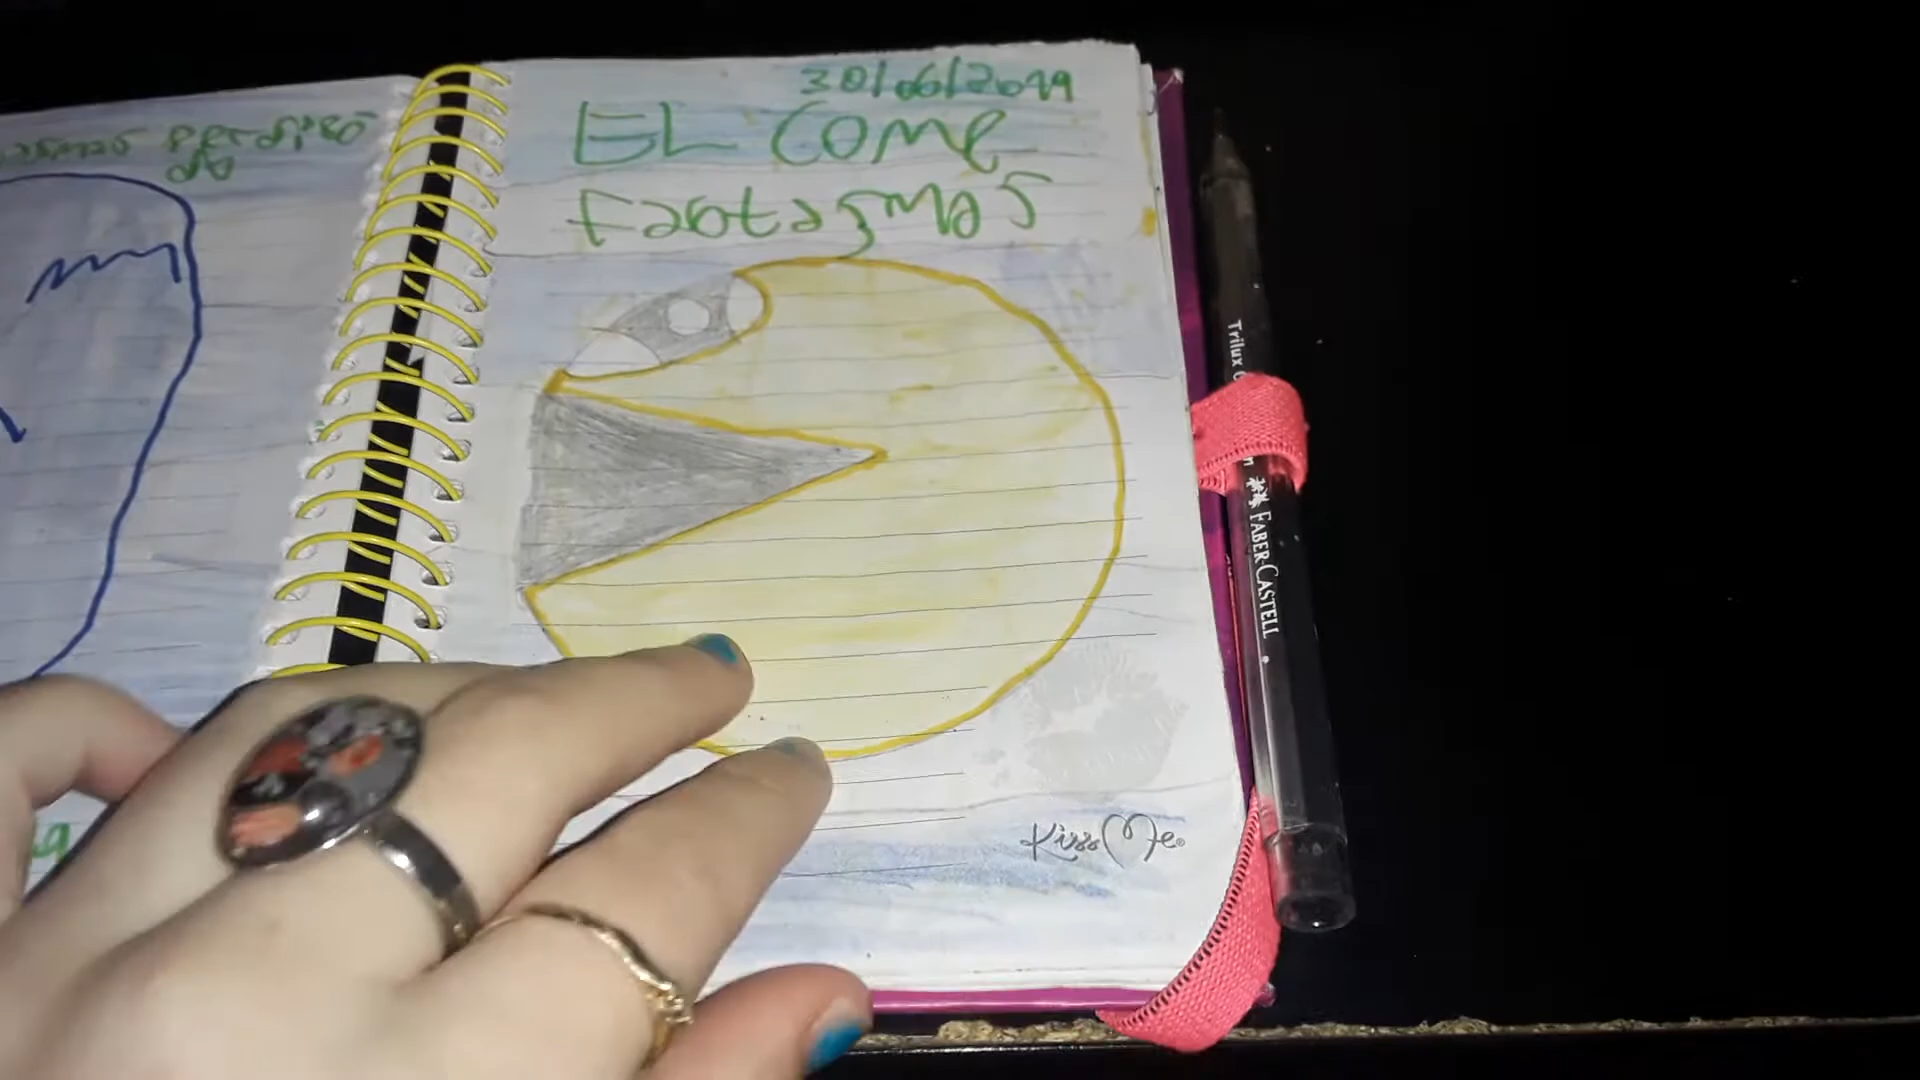 30/06/2019
EL come
fantasmas
Trilux
FABER-CASTELL
Kiss Me